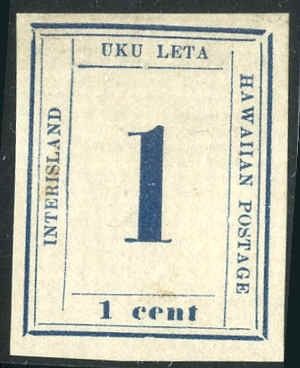 UKU LETA
INTERISLAND
1
HAWAIIAN POSTAGE
1 cent